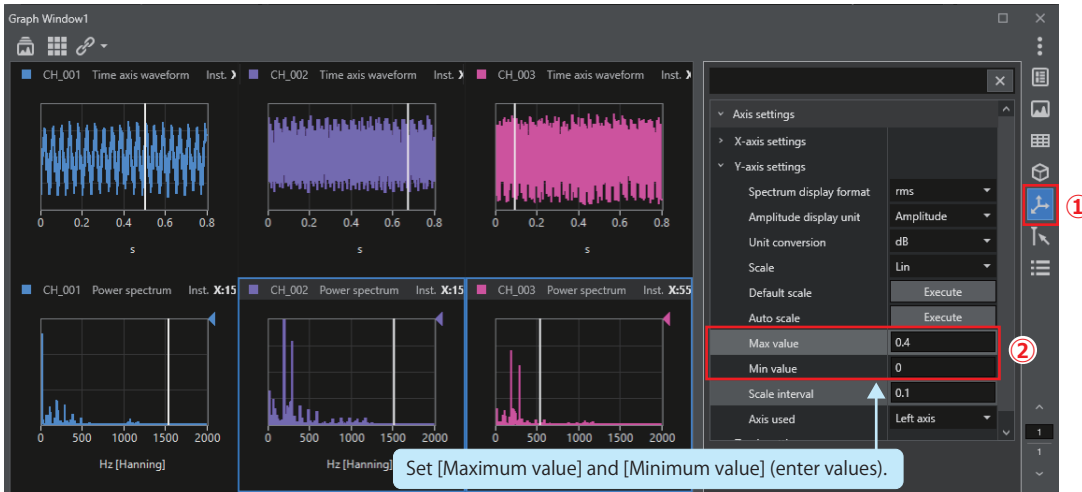 Graph Window1
CH_001 Time axis waveform Inst. X
CH_002 Time axis waveform Inst. X
CH_003 Time axis waveform Inst. X
0 0.2 0.4 0.6 0.8
s
0 0.2 0.4 0.6 0.8
s
0 0.2 0.4 0.6 0.8
s
CH_001 Power spectrum Inst. X:15
CH_002 Power spectrum Inst. X:15
CH_003 Power spectrum Inst. X:55
0 500 1000 1500 2000
Hz [Hanning]
0 500 1000 1500 2000
Hz [Hanning]
0 500 1000 1500 2000
Axis settings
X-axis settings
Y-axis settings
Spectrum display format rms
Amplitude display unit Amplitude
Unit conversion dB
Scale Lin
Default scale Execute
Auto scale Execute
Max value 0.4
Min value 0
Scale interval 0.1
Axis used Left axis
①
②
1
1
Set [Maximum value] and [Minimum value] (enter values).